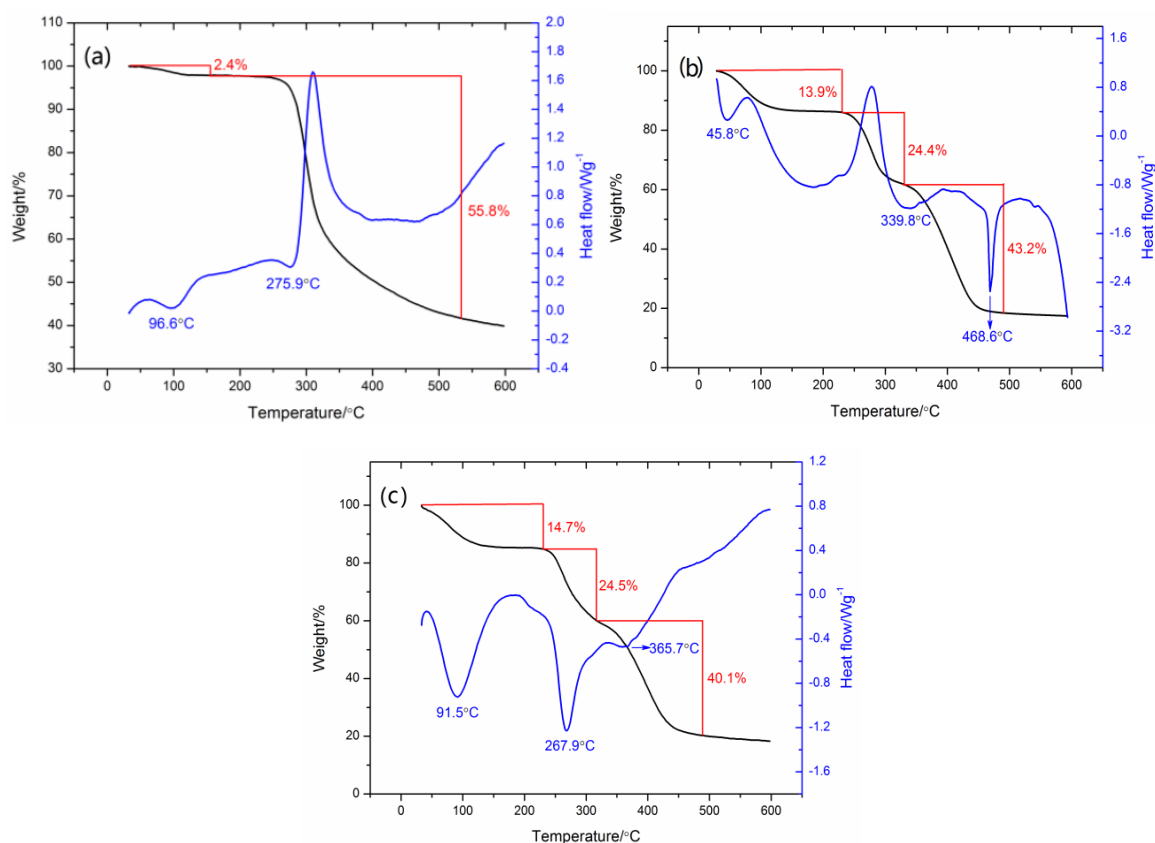 (a)
2.4%
55.8%
275.9°C
96.6°C
Weight/%
100
90
80
70
60
50
40
30
0 100 200 300 400 500 600
Temperature/°C
2.0
1.8
1.6
1.4
1.2
1.0
0.8
0.6
0.4
0.2
0.0
-0.2
-0.4
Heat flow/Wg⁻¹
(b)
13.9%
24.4%
43.2%
45.8°C
339.8°C
468.6°C
Weight/%
100
80
60
40
20
0
0 100 200 300 400 500 600
Temperature/°C
1.6
0.8
0.0
-0.8
-1.6
-2.4
-3.2
Heat flow/Wg⁻¹
(c)
14.7%
24.5%
40.1%
91.5°C
267.9°C
365.7°C
Weight/%
100
80
60
40
20
0
0 100 200 300 400 500 600
Temperature/°C
1.2
0.8
0.4
0.0
-0.4
-0.8
-1.2
-1.6
Heat flow/Wg⁻¹